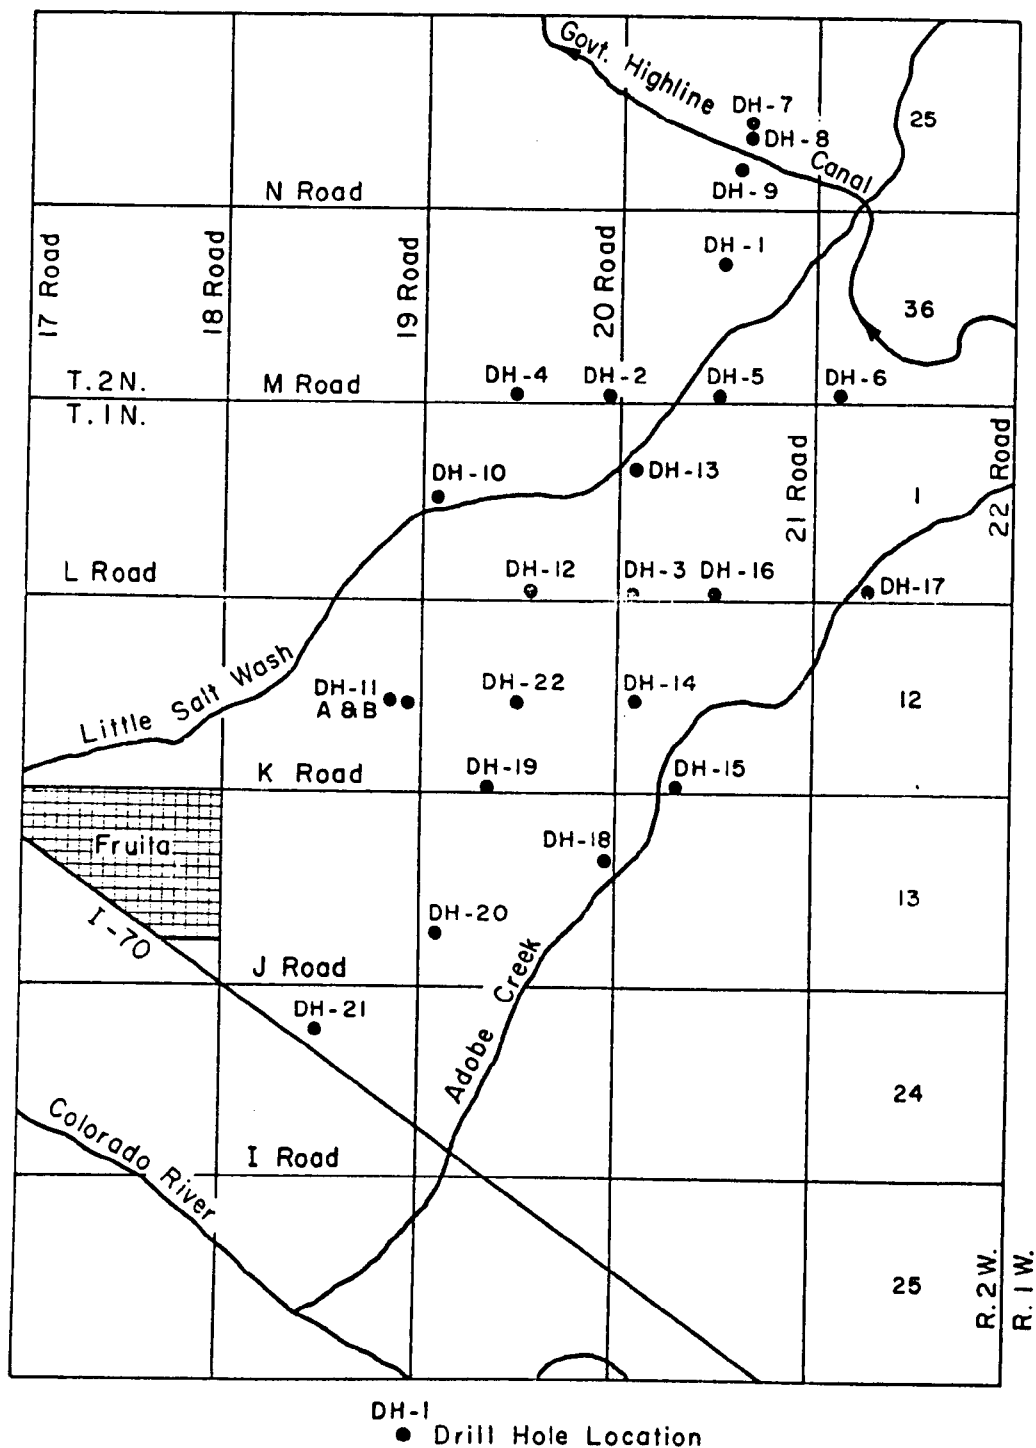 Govt. Highline Canal
DH-7
25
DH-8
DH-9
N Road
17 Road
18 Road
19 Road
20 Road
DH-1
36
T. 2N.
M Road
DH-4
DH-2
DH-5
DH-6
T. 1N.
21 Road
22 Road
DH-10
DH-13
1
L Road
DH-12
DH-3
DH-16
DH-17
Little Salt Wash
DH-11
A & B
DH-22
DH-14
12
K Road
DH-19
DH-15
Fruita
DH-18
13
I-70
DH-20
J Road
Adobe Creek
DH-21
24
Colorado River
I Road
25
R. 2W.
R. 1W.
DH-1
Drill Hole Location